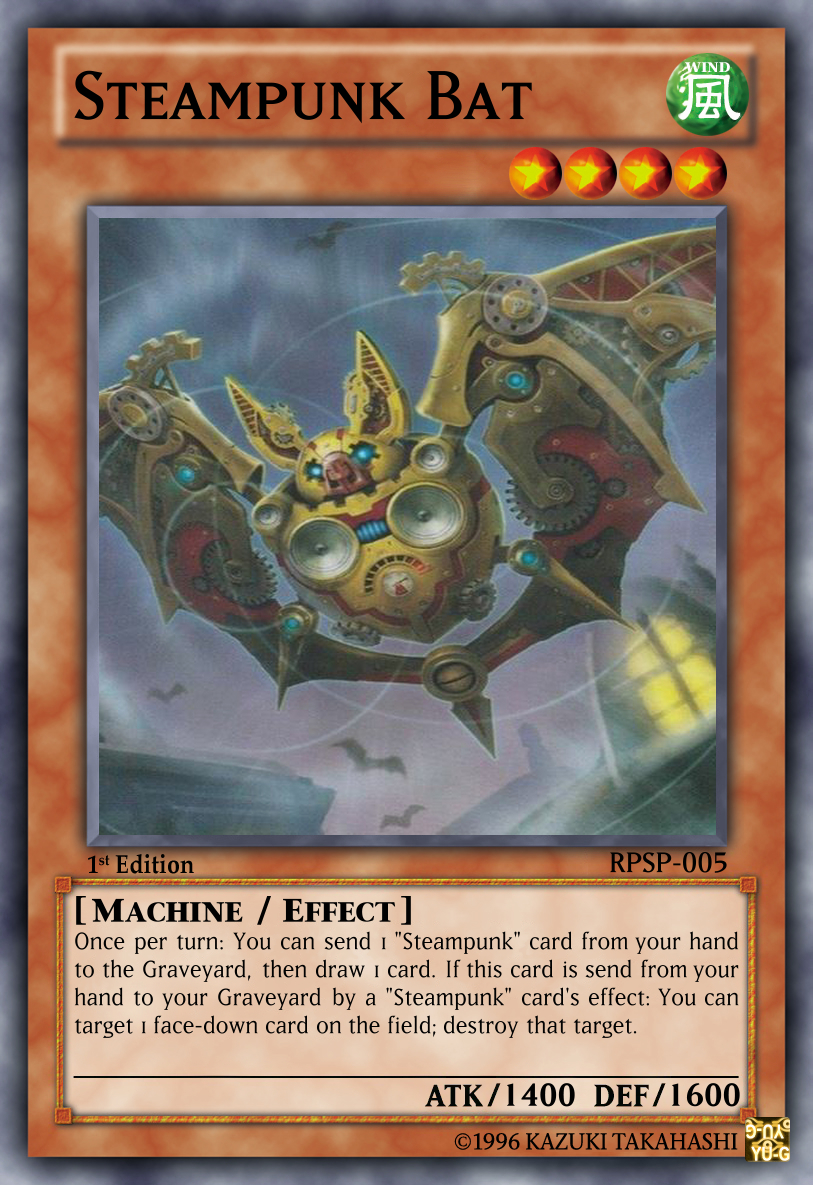 Steampunk Bat
WIND
風
1st Edition
RPSP-005
[ Machine / Effect ]
Once per turn: You can send 1 "Steampunk" card from your hand
to the Graveyard, then draw 1 card. If this card is send from your
hand to your Graveyard by a "Steampunk" card's effect: You can
target 1 face-down card on the field; destroy that target.
ATK/1400 DEF/1600
©1996 KAZUKI TAKAHASHI